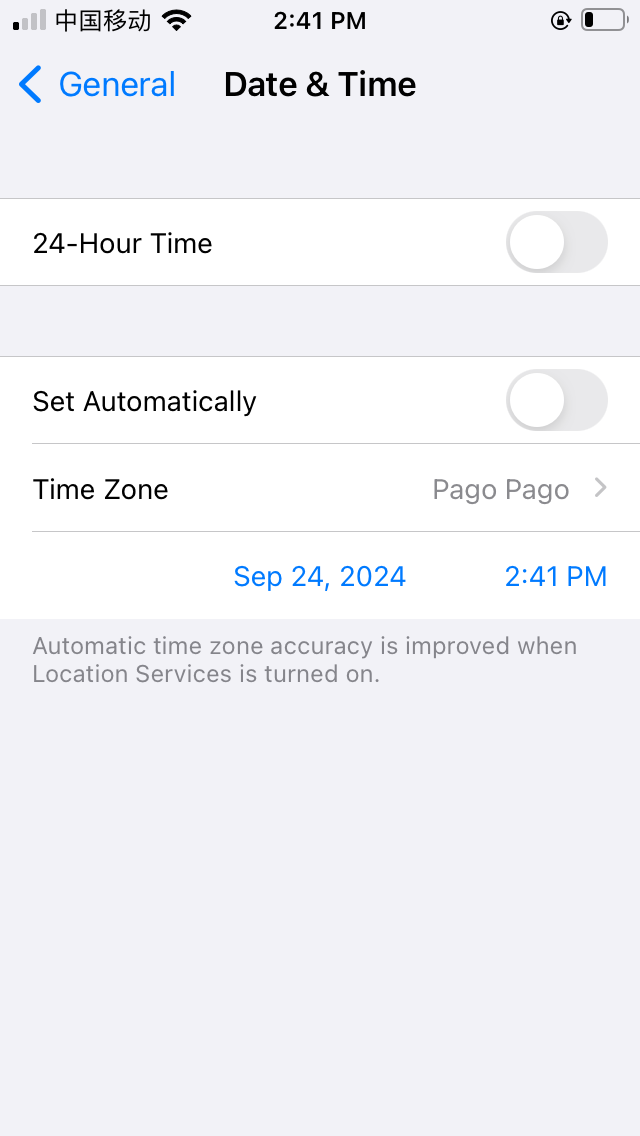 中国移动 2:41 PM
General Date & Time
24-Hour Time
Set Automatically
Time Zone Pago Pago
Sep 24, 2024 2:41 PM
Automatic time zone accuracy is improved when
Location Services is turned on.